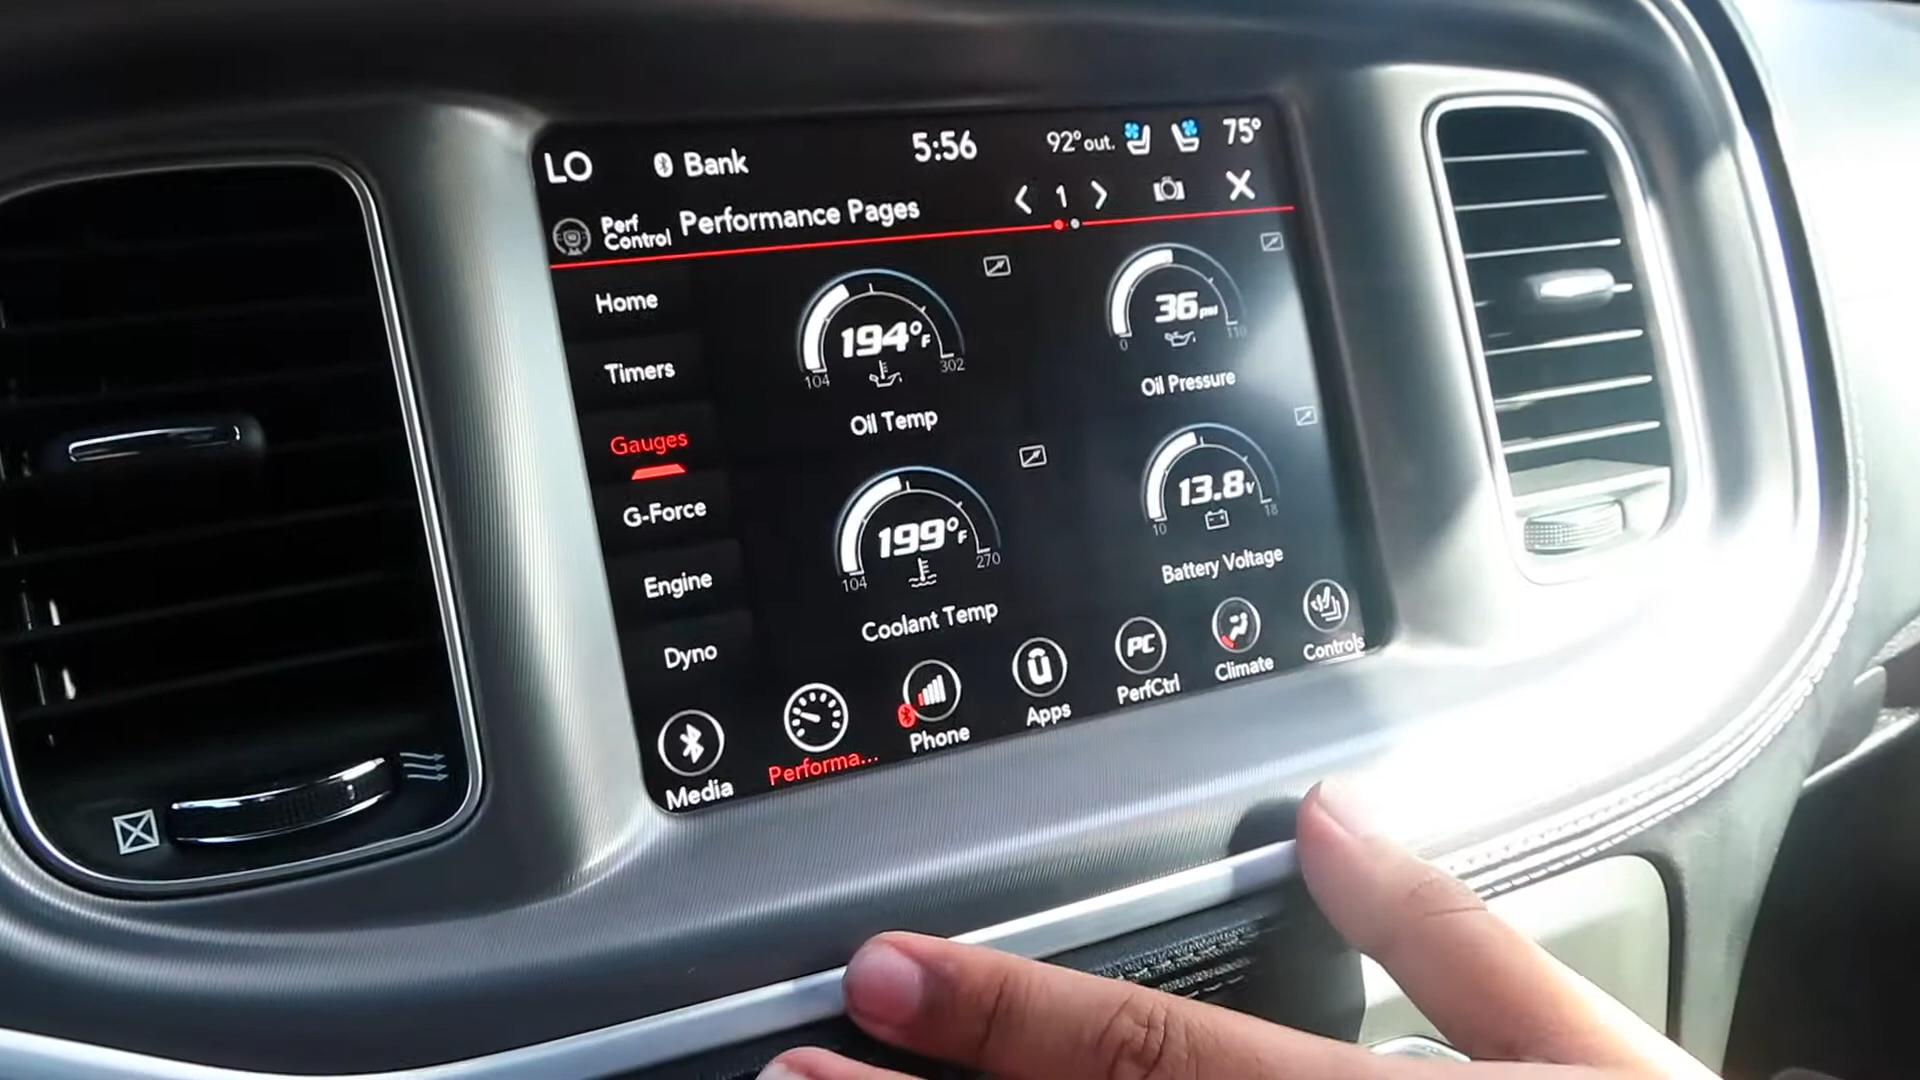 LO Bank 5:56 92° out. 75°
Perf Control Performance Pages 1
Home
Timers
Gauges
G-Force
Engine
Dyno
194°F
104 302
Oil Temp
36 psi
0 110
Oil Pressure
199°F
104 270
Coolant Temp
13.8v
10 18
Battery Voltage
Media
Performa...
Phone
Apps
PC
PerfCtrl
Climate
Controls